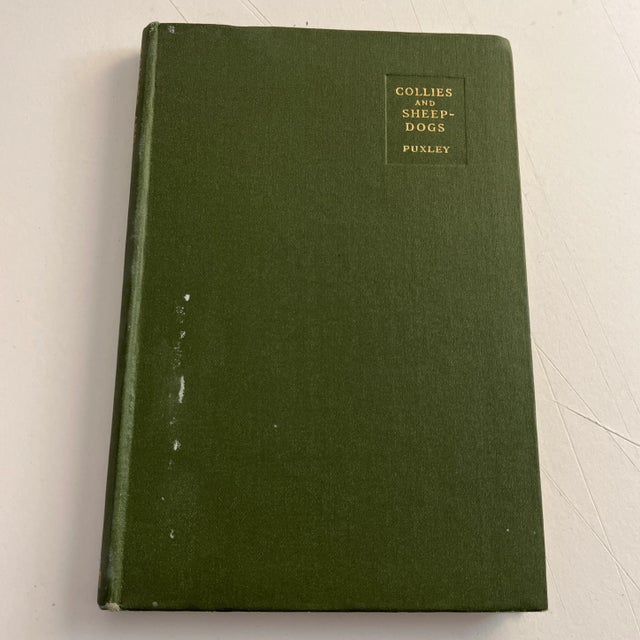 COLLIES
AND
SHEEP-
DOGS
PUXLEY